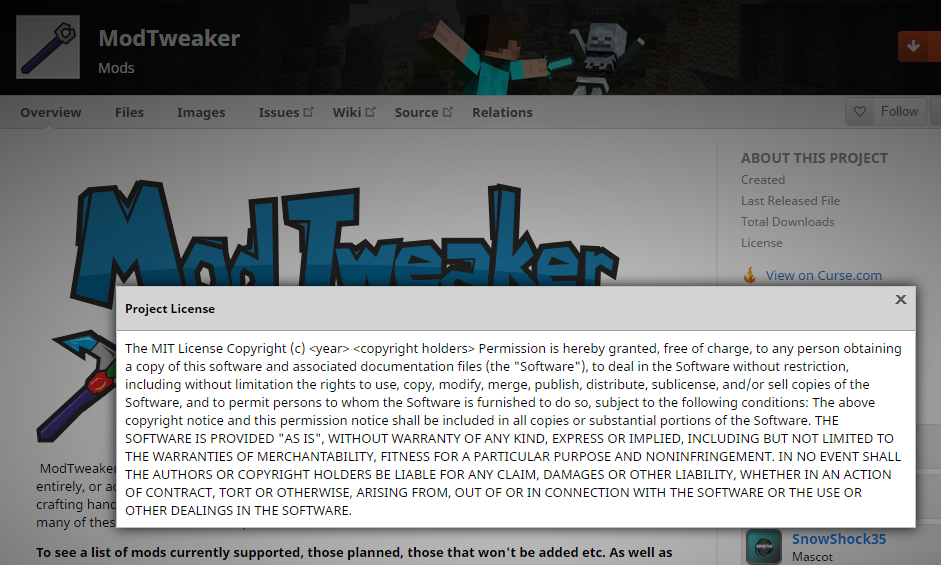 ModTweaker
Mods
Overview Files Images Issues Wiki Source Relations Follow
ModTweaker
ABOUT THIS PROJECT
Created
Last Released File
Total Downloads
License
View on Curse.com
Project License
The MIT License Copyright (c) <year> <copyright holders> Permission is hereby granted, free of charge, to any person obtaining
a copy of this software and associated documentation files (the "Software"), to deal in the Software without restriction,
including without limitation the rights to use, copy, modify, merge, publish, distribute, sublicense, and/or sell copies of the
Software, and to permit persons to whom the Software is furnished to do so, subject to the following conditions: The above
copyright notice and this permission notice shall be included in all copies or substantial portions of the Software. THE
SOFTWARE IS PROVIDED "AS IS", WITHOUT WARRANTY OF ANY KIND, EXPRESS OR IMPLIED, INCLUDING BUT NOT LIMITED TO
THE WARRANTIES OF MERCHANTABILITY, FITNESS FOR A PARTICULAR PURPOSE AND NONINFRINGEMENT. IN NO EVENT SHALL
THE AUTHORS OR COPYRIGHT HOLDERS BE LIABLE FOR ANY CLAIM, DAMAGES OR OTHER LIABILITY, WHETHER IN AN ACTION
OF CONTRACT, TORT OR OTHERWISE, ARISING FROM, OUT OF OR IN CONNECTION WITH THE SOFTWARE OR THE USE OR
OTHER DEALINGS IN THE SOFTWARE.
ModTweaker
entirely, or
crafting
many of
To see a list of mods currently supported, those planned, those that won't be added etc. As well as
SnowShock35
Mascot